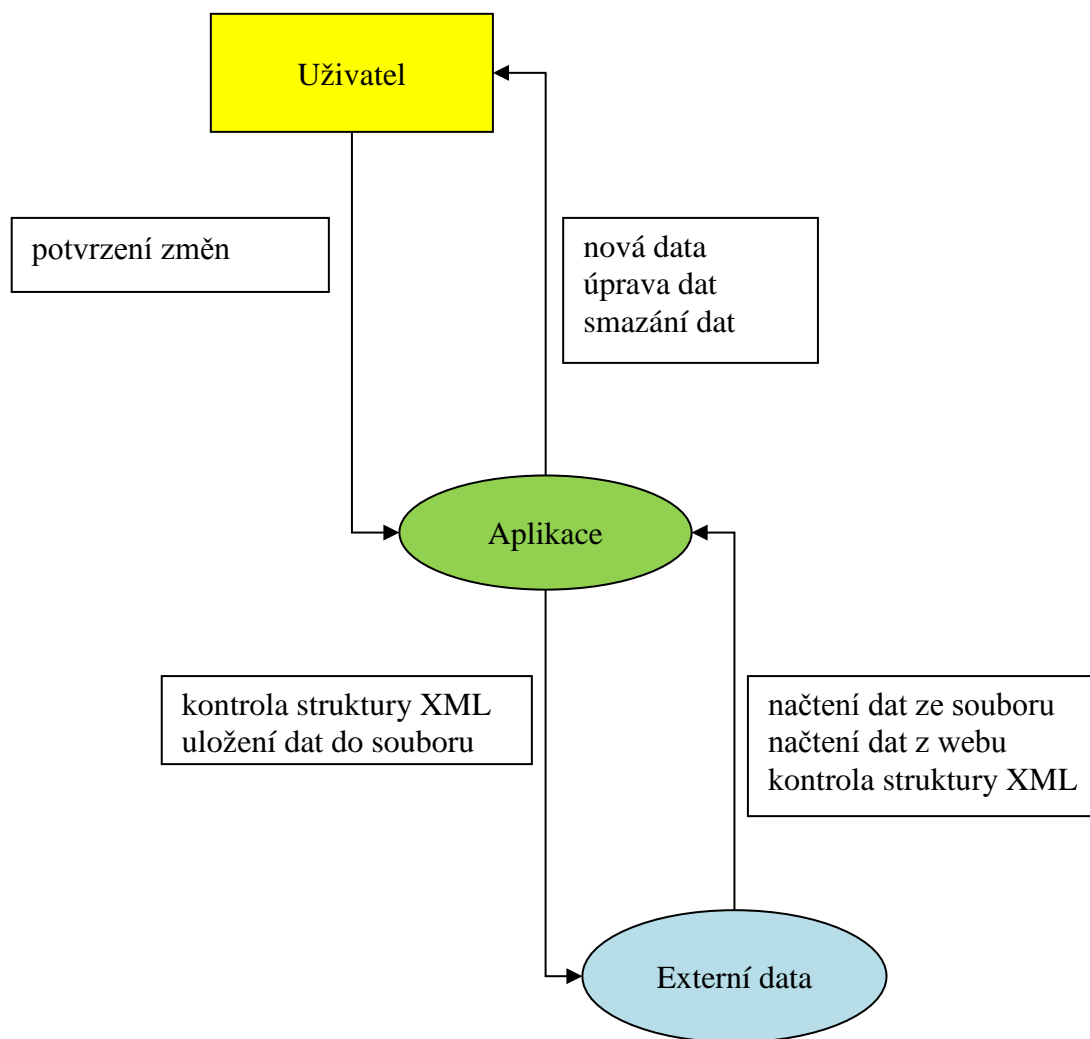 Uživatel
potvrzení změn
nová data
úprava dat
smazání dat
Aplikace
kontrola struktury XML
uložení dat do souboru
načtení dat ze souboru
načtení dat z webu
kontrola struktury XML
Externí data